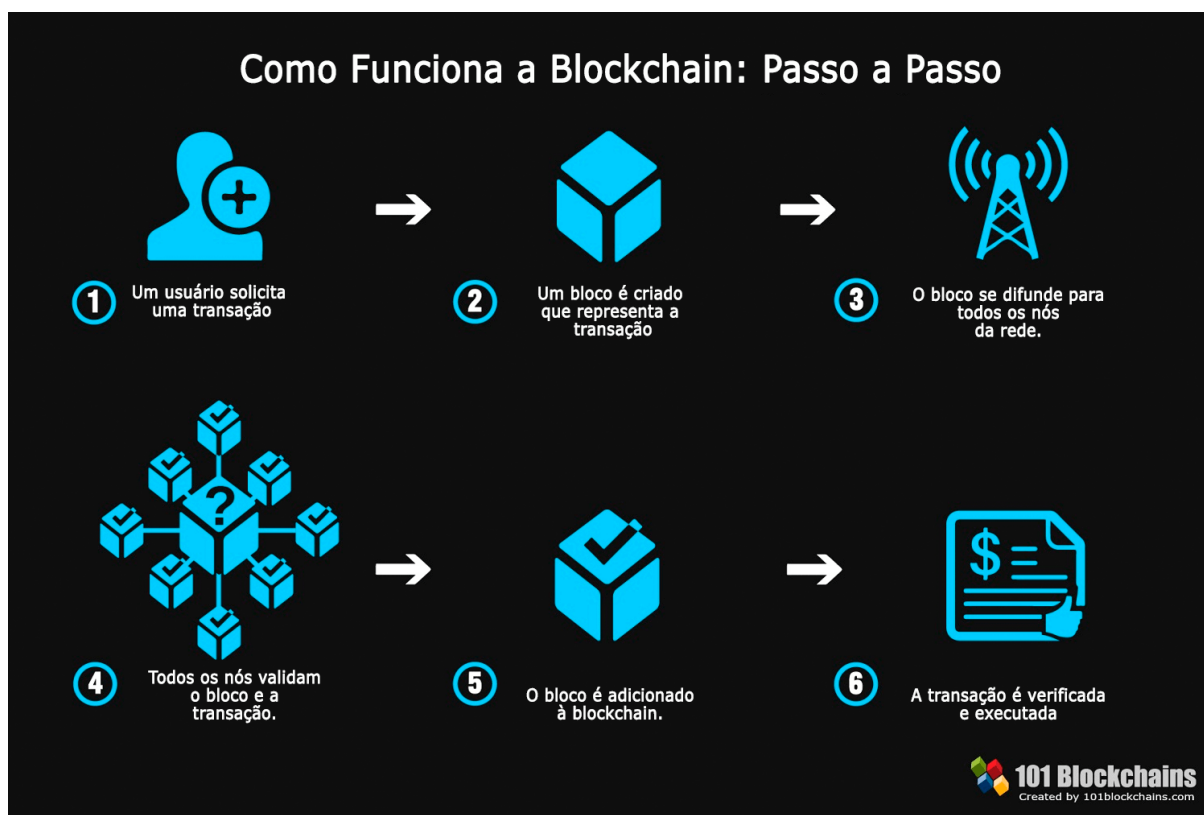 Como Funciona a Blockchain: Passo a Passo
1
Um usuário solicita
uma transação
2
Um bloco é criado
que representa a
transação
3
O bloco se difunde para
todos os nós
da rede.
?
4
Todos os nós validam
o bloco e a
transação.
5
O bloco é adicionado
à blockchain.
$
6
A transação é verificada
e executada
101 Blockchains
Created by 101blockchains.com